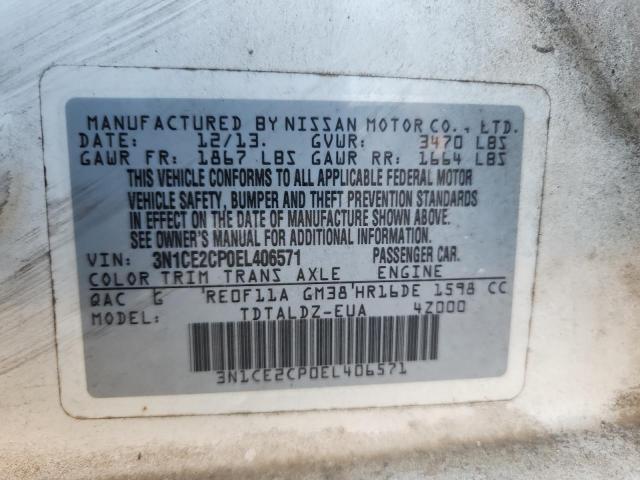 MANUFACTURED BY NISSAN MOTOR CO., LTD.
DATE: 12/13. GVWR: 3470 LBS
GAWR FR: 1867 LBS GAWR RR: 1664 LBS
THIS VEHICLE CONFORMS TO ALL APPLICABLE FEDERAL MOTOR
VEHICLE SAFETY, BUMPER AND THEFT PREVENTION STANDARDS
IN EFFECT ON THE DATE OF MANUFACTURE SHOWN ABOVE.
SEE OWNER'S MANUAL FOR ADDITIONAL INFORMATION.
VIN: 3N1CE2CP0EL406571 PASSENGER CAR.
COLOR TRIM TRANS AXLE ENGINE
QAC G RE0F11A GM38 HR16DE 1598 CC
MODEL: TDTALDZ-EUA 4Z000
3N1CE2CP0EL406571